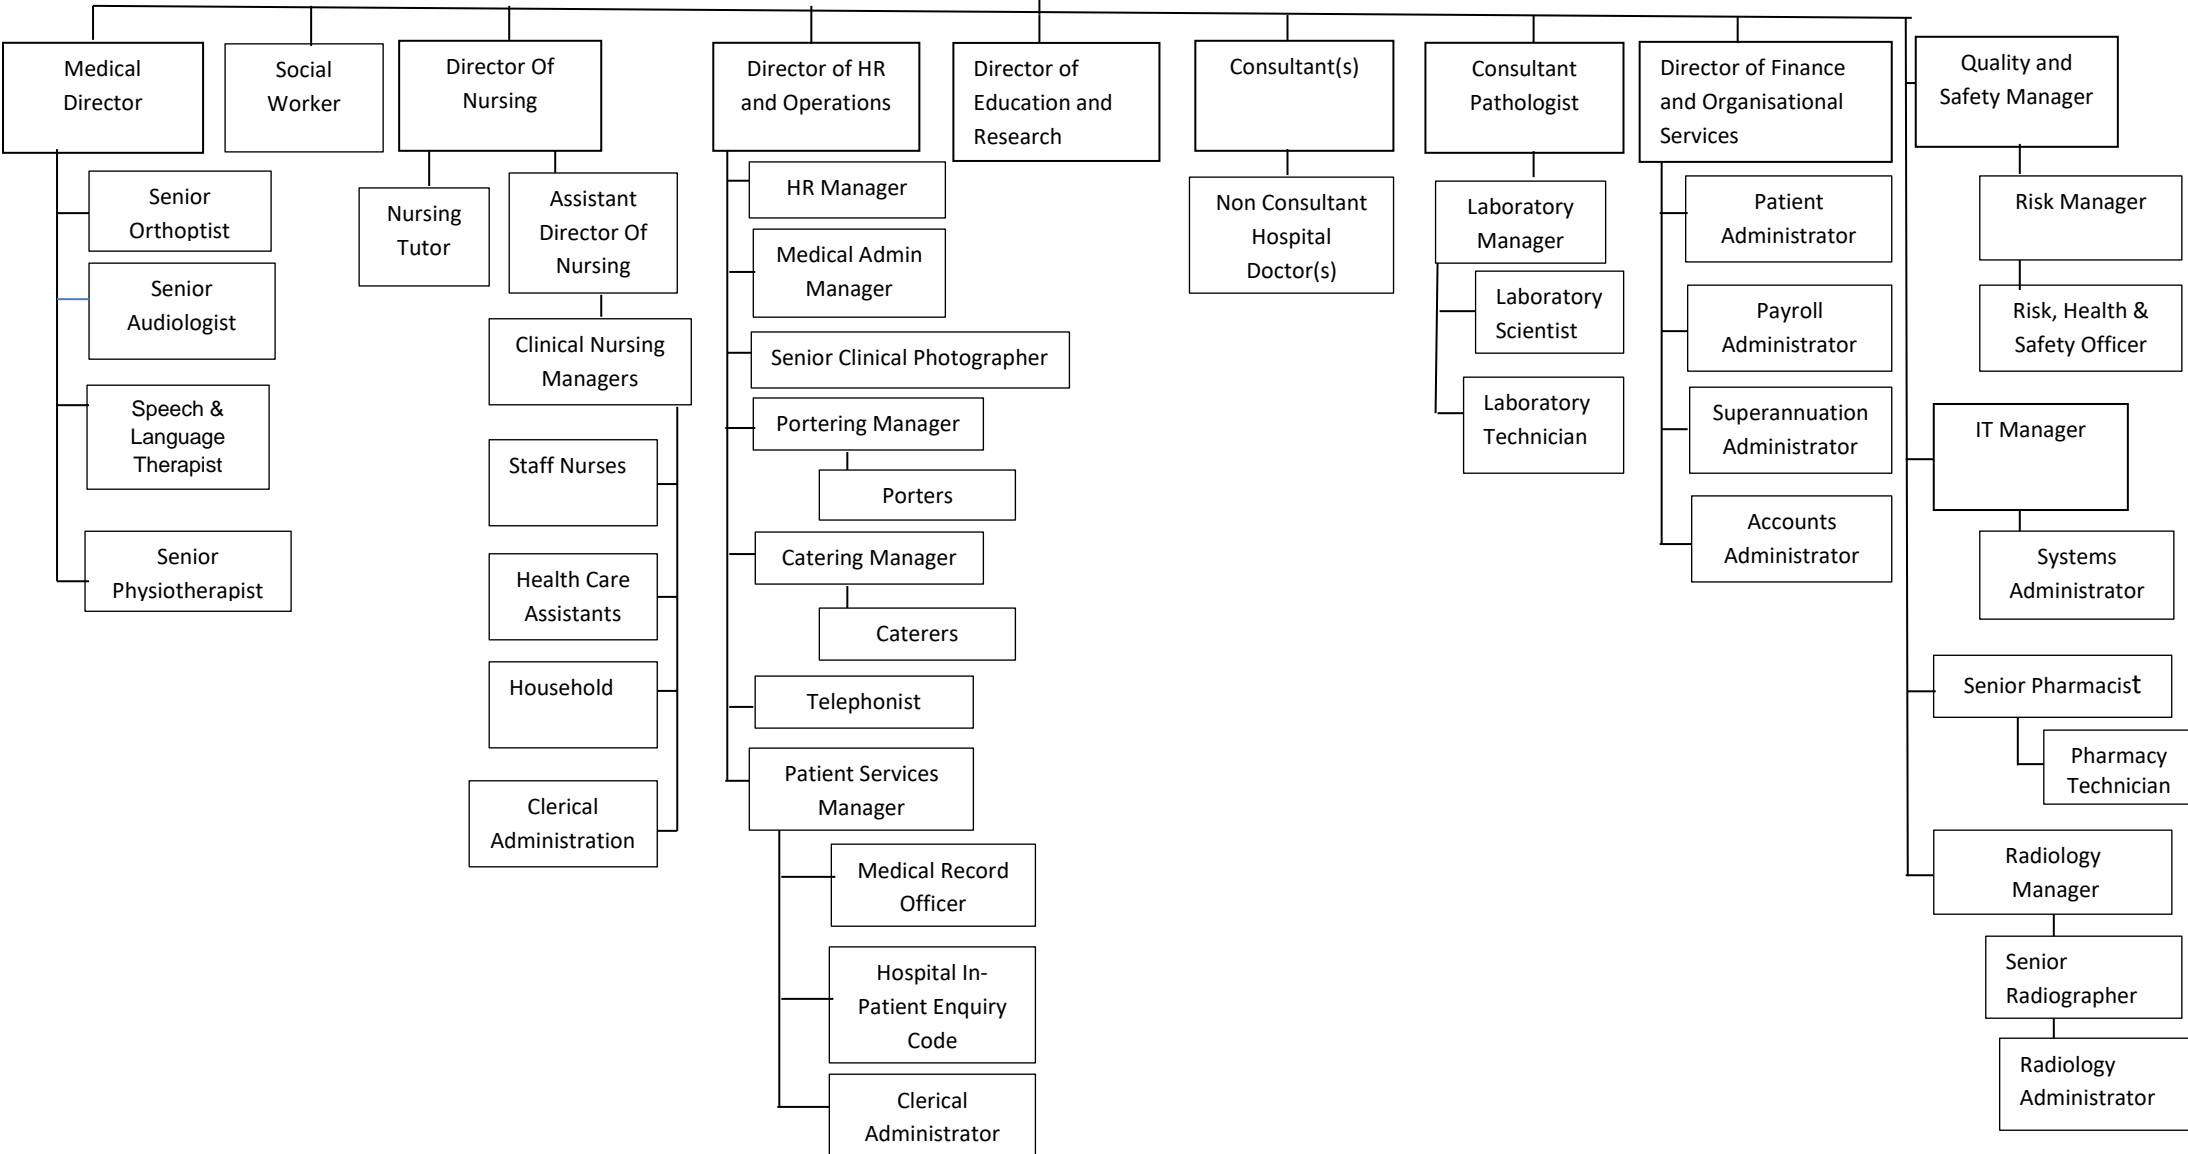 Medical
Director
Social
Worker
Director Of
Nursing
Director of HR
and Operations
Director of
Education and
Research
Consultant(s)
Consultant
Pathologist
Director of Finance
and Organisational
Services
Quality and
Safety Manager
Senior
Orthoptist
Senior
Audiologist
Speech &
Language
Therapist
Senior
Physiotherapist
Nursing
Tutor
Assistant
Director Of
Nursing
Clinical Nursing
Managers
Staff Nurses
Health Care
Assistants
Household
Clerical
Administration
HR Manager
Medical Admin
Manager
Senior Clinical Photographer
Portering Manager
Porters
Catering Manager
Caterers
Telephonist
Patient Services
Manager
Medical Record
Officer
Hospital In-
Patient Enquiry
Code
Clerical
Administrator
Non Consultant
Hospital
Doctor(s)
Laboratory
Manager
Laboratory
Scientist
Laboratory
Technician
Patient
Administrator
Payroll
Administrator
Superannuation
Administrator
Accounts
Administrator
Risk Manager
Risk, Health &
Safety Officer
IT Manager
Systems
Administrator
Senior Pharmacist
Pharmacy
Technician
Radiology
Manager
Senior
Radiographer
Radiology
Administrator